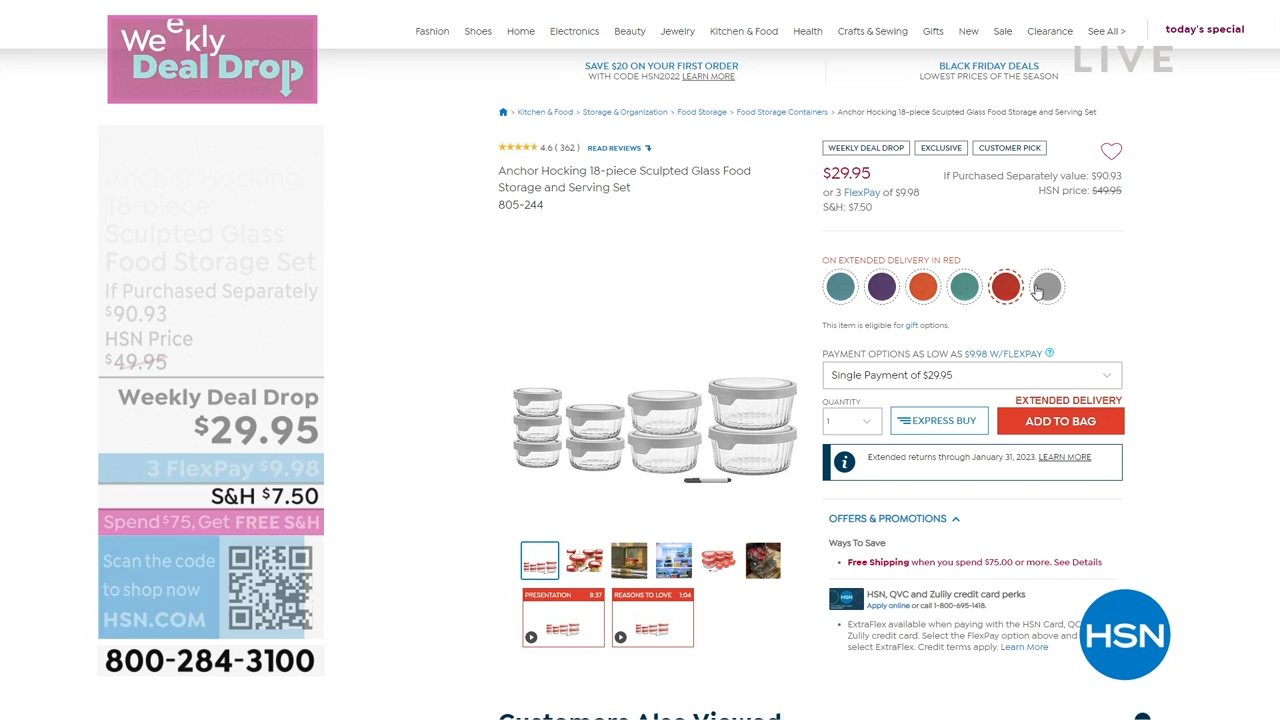 Weekly
Deal Drop
Fashion Shoes Home Electronics Beauty Jewelry Kitchen & Food Health Crafts & Sewing Gifts New Sale Clearance See All > today's special
LIVE
SAVE $20 ON YOUR FIRST ORDER
WITH CODE HSN2022 LEARN MORE
BLACK FRIDAY DEALS
LOWEST PRICES OF THE SEASON
> Kitchen & Food > Storage & Organization > Food Storage > Food Storage Containers > Anchor Hocking 18-piece Sculpted Glass Food Storage and Serving Set
4.6 ( 362 ) READ REVIEWS
Anchor Hocking 18-piece Sculpted Glass Food
Storage and Serving Set
805-244
WEEKLY DEAL DROP EXCLUSIVE CUSTOMER PICK
$29.95
or 3 FlexPay of $9.98
S&H: $7.50
If Purchased Separately value: $90.93
HSN price: $49.95
ON EXTENDED DELIVERY IN RED
This item is eligible for gift options.
PAYMENT OPTIONS AS LOW AS $9.98 W/FLEXPAY ?
Single Payment of $29.95
QUANTITY
1
EXPRESS BUY
EXTENDED DELIVERY
ADD TO BAG
i Extended returns through January 31, 2023. LEARN MORE
OFFERS & PROMOTIONS
Ways To Save
• Free Shipping when you spend $75.00 or more. See Details
HSN
HSN, QVC and Zulily credit card perks
Apply online or call 1-800-695-1418.
• ExtraFlex available when paying with the HSN Card, QC
Zulily credit card. Select the FlexPay option above and
select ExtraFlex. Credit terms apply. Learn More
HSN
PRESENTATION 8:37
REASONS TO LOVE 1:04
Customers Also Viewed
Anchor Hocking
18-piece
Sculpted Glass
Food Storage Set
If Purchased Separately
$90.93
HSN Price
$49.95
Weekly Deal Drop
$29.95
3 FlexPay $9.98
S&H $7.50
Spend $75, Get FREE S&H
Scan the code
to shop now
HSN.COM
800-284-3100